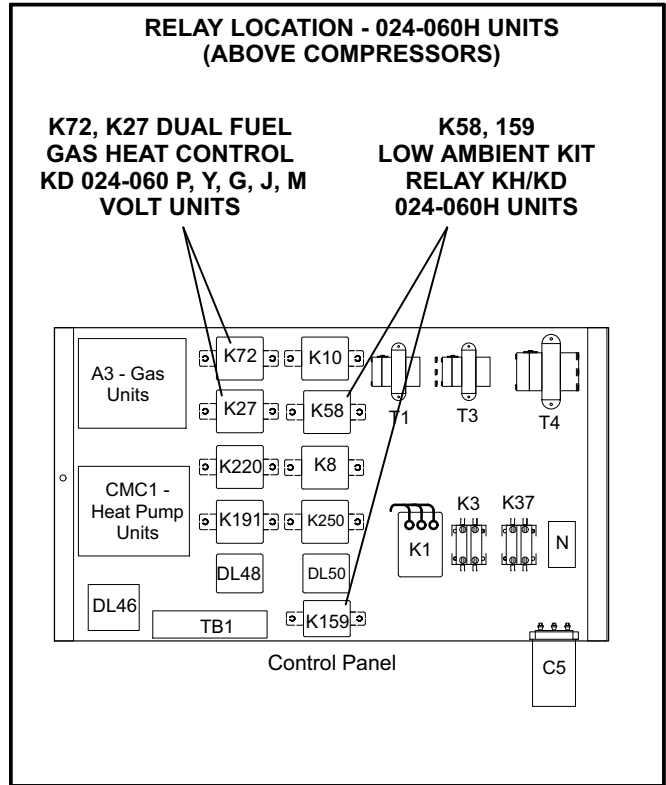 RELAY LOCATION - 024-060H UNITS
(ABOVE COMPRESSORS)
K72, K27 DUAL FUEL
GAS HEAT CONTROL
KD 024-060 P, Y, G, J, M
VOLT UNITS
K58, 159
LOW AMBIENT KIT
RELAY KH/KD
024-060H UNITS
A3 - Gas
Units
K72
K10
K27
K58
T1
T3
T4
K220
K8
CMC1 -
Heat Pump
Units
K191
K250
K1
K3
K37
N
DL48
DL50
DL46
TB1
K159
C5
Control Panel